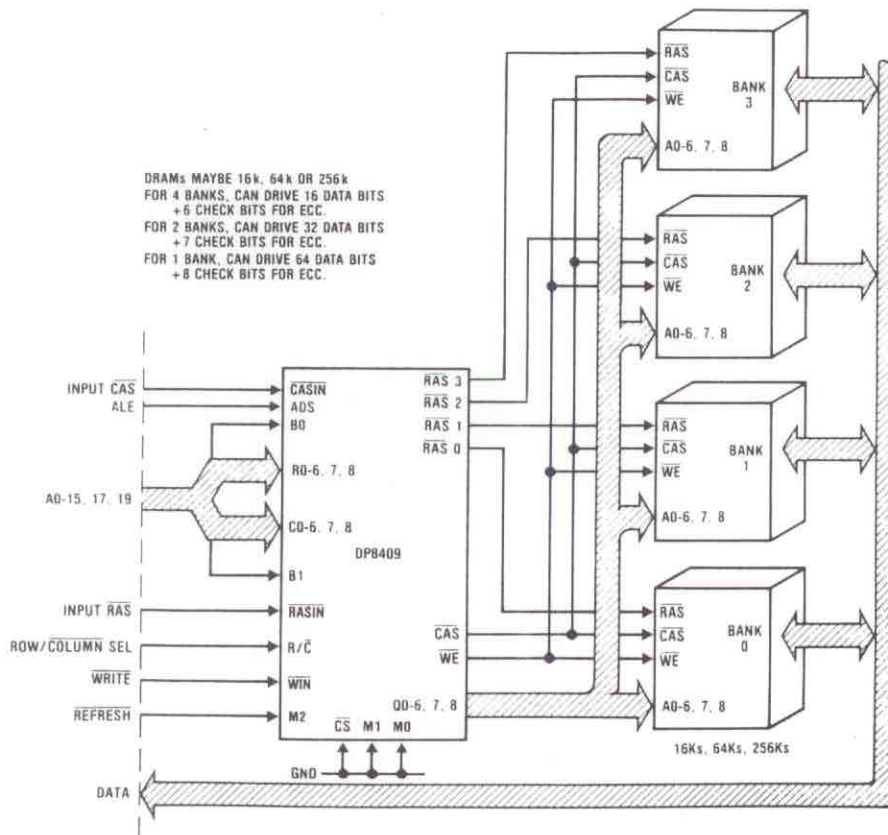 RAS
CAS
WE
BANK
3
A0-6, 7, 8
DRAMs MAYBE 16k, 64k OR 256k
FOR 4 BANKS, CAN DRIVE 16 DATA BITS
+6 CHECK BITS FOR ECC.
FOR 2 BANKS, CAN DRIVE 32 DATA BITS
+7 CHECK BITS FOR ECC.
FOR 1 BANK, CAN DRIVE 64 DATA BITS
+8 CHECK BITS FOR ECC.
RAS
CAS
WE
BANK
2
A0-6, 7, 8
INPUT CAS
ALE
A0-15, 17, 19
INPUT RAS
ROW/COLUMN SEL
WRITE
REFRESH
DATA
CASIN
ADS
B0
R0-6, 7, 8
C0-6, 7, 8
DP8409
B1
RASIN
R/C
WIN
M2
CS M1 M0
GND
RAS 3
RAS 2
RAS 1
RAS 0
CAS
WE
Q0-6, 7, 8
RAS
CAS
WE
BANK
1
A0-6, 7, 8
RAS
CAS
WE
BANK
0
A0-6, 7, 8
16Ks, 64Ks, 256Ks